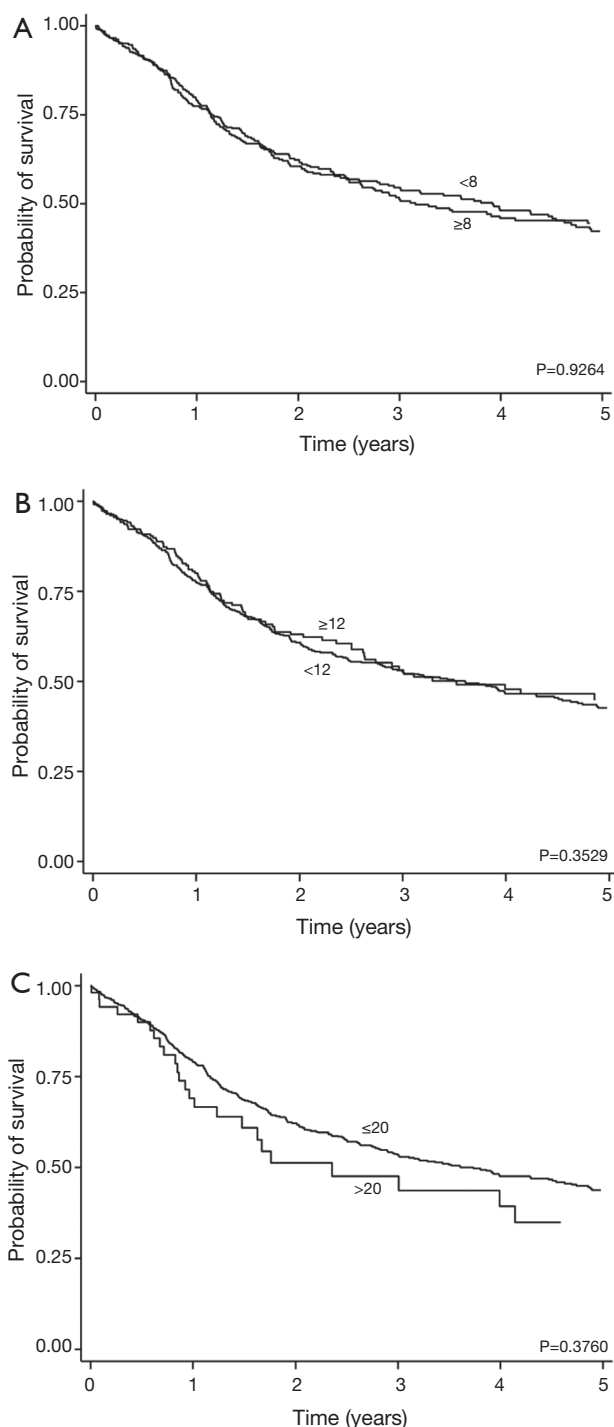 A
Probability of survival
1.00
0.75
0.50
0.25
0.00
<8
≥8
P=0.9264
0 1 2 3 4 5
Time (years)
B
Probability of survival
1.00
0.75
0.50
0.25
0.00
≥12
<12
P=0.3529
0 1 2 3 4 5
Time (years)
C
Probability of survival
1.00
0.75
0.50
0.25
0.00
≤20
>20
P=0.3760
0 1 2 3 4 5
Time (years)